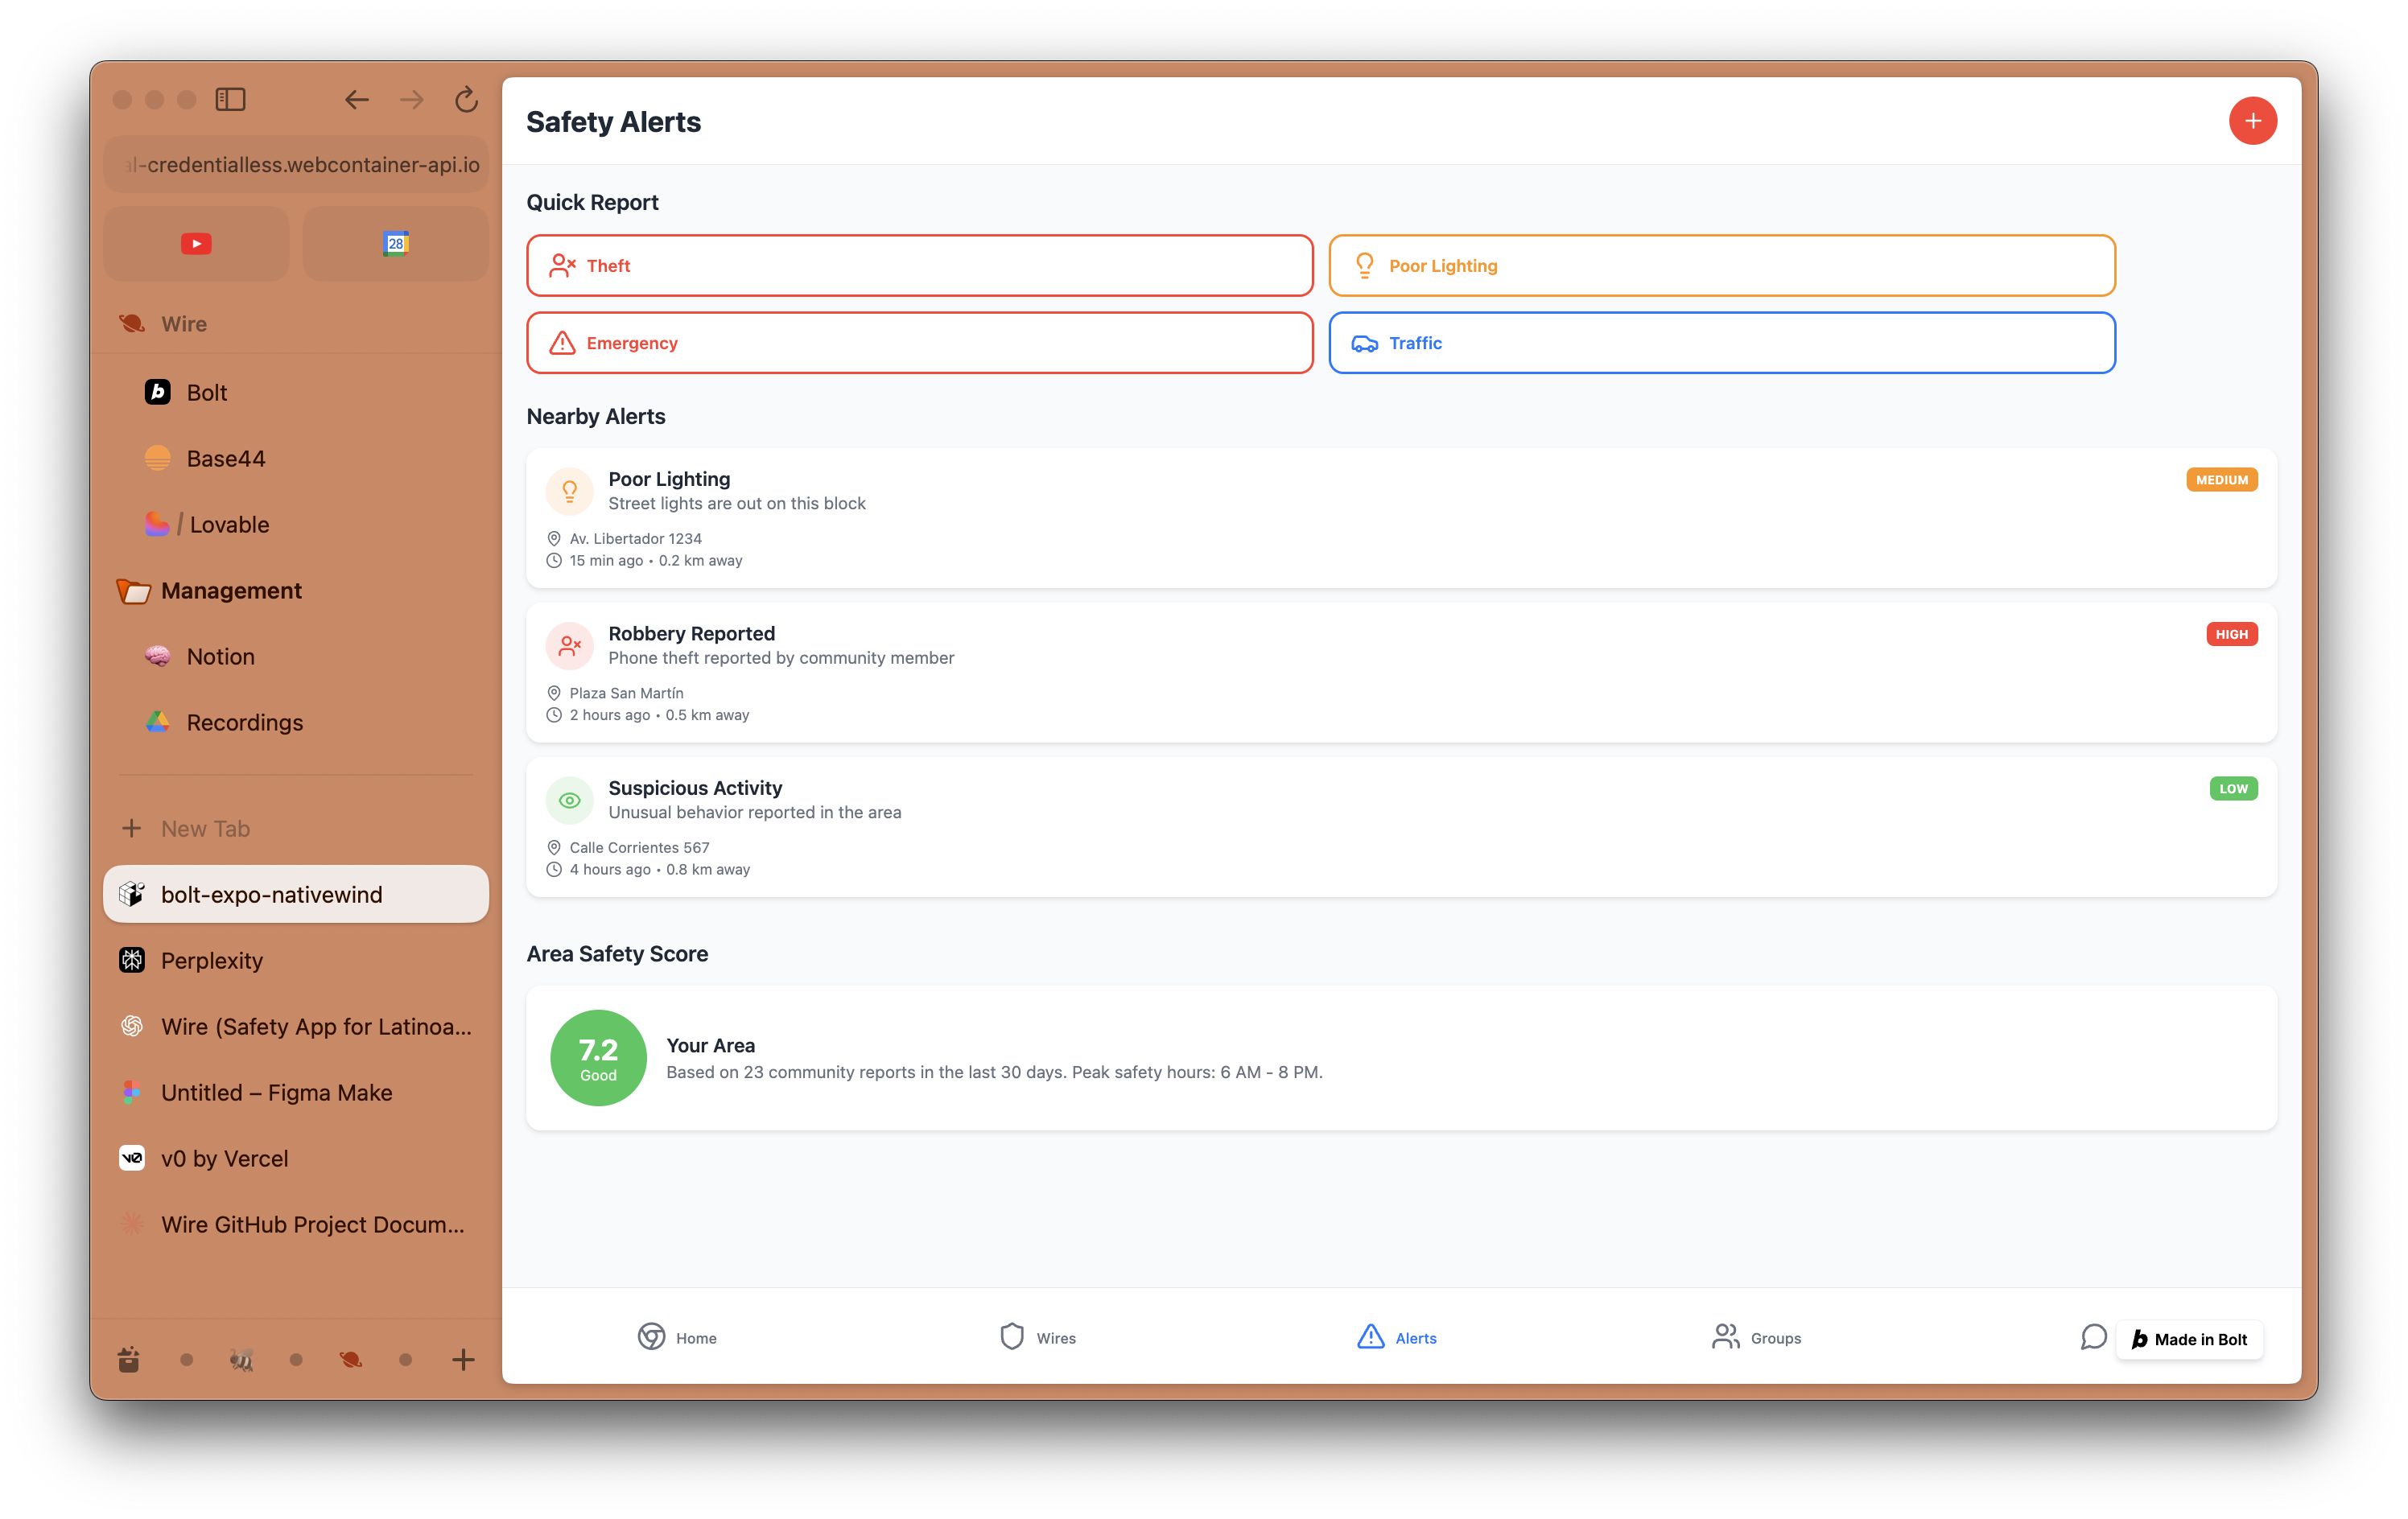 al-credentialless.webcontainer-api.io
28
Wire
Bolt
Base44
/ Lovable
Management
Notion
Recordings
New Tab
bolt-expo-nativewind
Perplexity
Wire (Safety App for Latinoa...
Untitled – Figma Make
v0 by Vercel
Wire GitHub Project Docum...
Safety Alerts
Quick Report
Theft
Poor Lighting
Emergency
Traffic
Nearby Alerts
Poor Lighting
MEDIUM
Street lights are out on this block
Av. Libertador 1234
15 min ago • 0.2 km away
Robbery Reported
HIGH
Phone theft reported by community member
Plaza San Martín
2 hours ago • 0.5 km away
Suspicious Activity
LOW
Unusual behavior reported in the area
Calle Corrientes 567
4 hours ago • 0.8 km away
Area Safety Score
7.2
Good
Your Area
Based on 23 community reports in the last 30 days. Peak safety hours: 6 AM - 8 PM.
Home
Wires
Alerts
Groups
b Made in Bolt